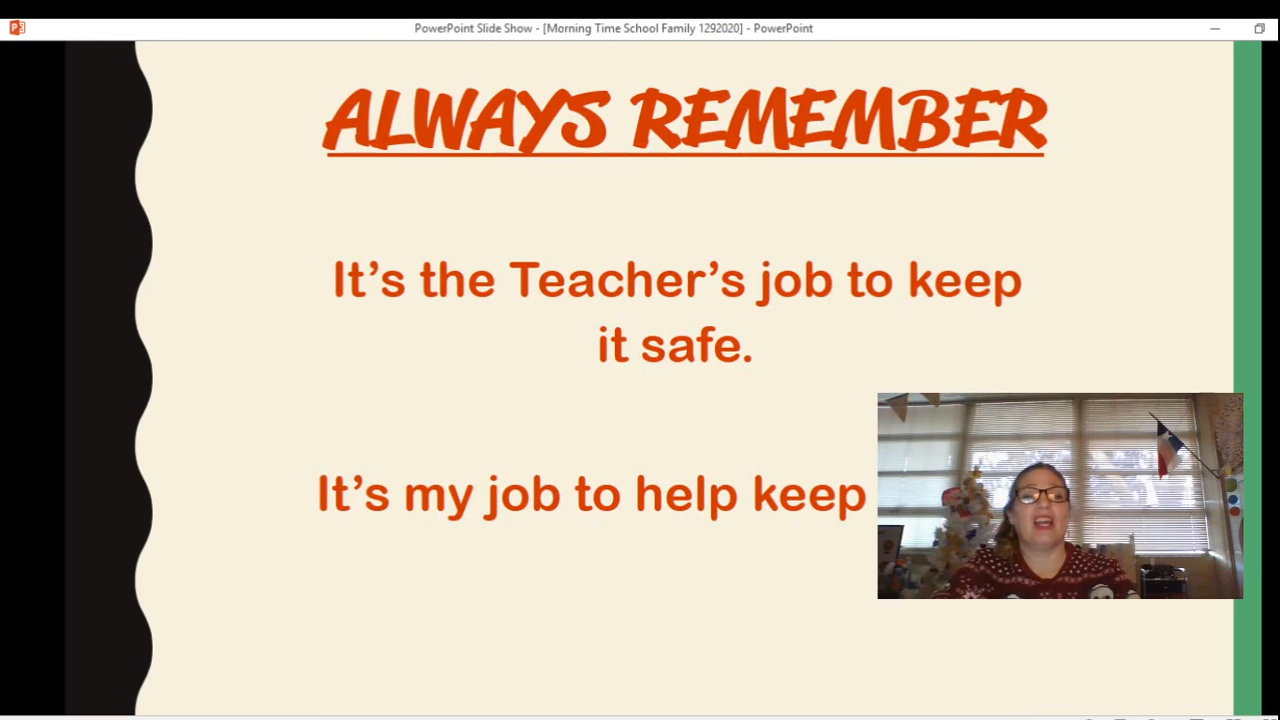 PowerPoint Slide Show - [Morning Time School Family 1292020] - PowerPoint
ALWAYS REMEMBER
It's the Teacher's job to keep
it safe.
It's my job to help keep